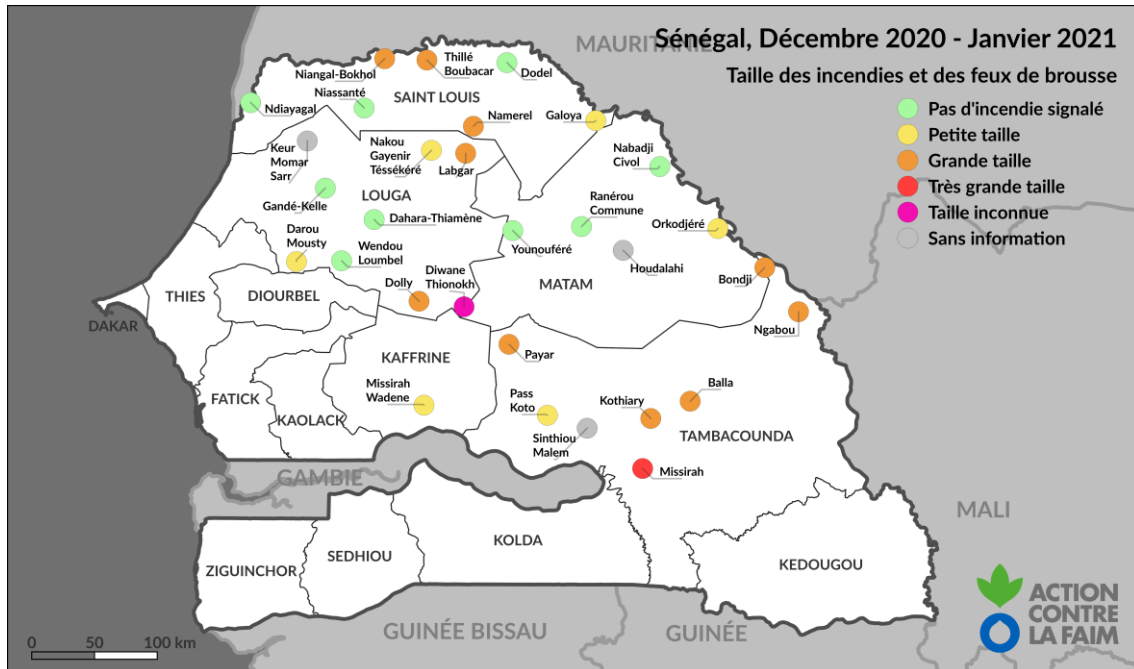 MAURITANIE
Sénégal, Décembre 2020 - Janvier 2021
Taille des incendies et des feux de brousse
Pas d'incendie signalé
Petite taille
Grande taille
Très grande taille
Taille inconnue
Sans information
Niangal-Bokhol
Thillé
Boubacar
Dodel
Niassanté
Ndiayagal
SAINT LOUIS
Namerel
Galoya
Keur
Momar
Sarr
Nakou
Gayenir
Téssékéré
Labgar
Nabadji
Civol
Gandé-Kelle
LOUGA
Ranérou
Commune
Dahara-Thiamène
Orkodjéré
Darou
Mousty
Wendou
Loumbel
Younouféré
Houdalahi
Dolly
Diwane
Thionokh
MATAM
Bondji
THIES
DIOURBEL
DAKAR
Ngabou
KAFFRINE
Payar
Missirah
Wadene
FATICK
KAOLACK
Pass
Koto
Kothiary
Balla
Sinthiou
Malem
TAMBACOUNDA
Missirah
GAMBIE
MALI
KOLDA
SEDHIOU
ZIGUINCHOR
KEDOUGOU
GUINÉE BISSAU
GUINÉE
0 50 100 km
ACTION
CONTRE
LA FAIM